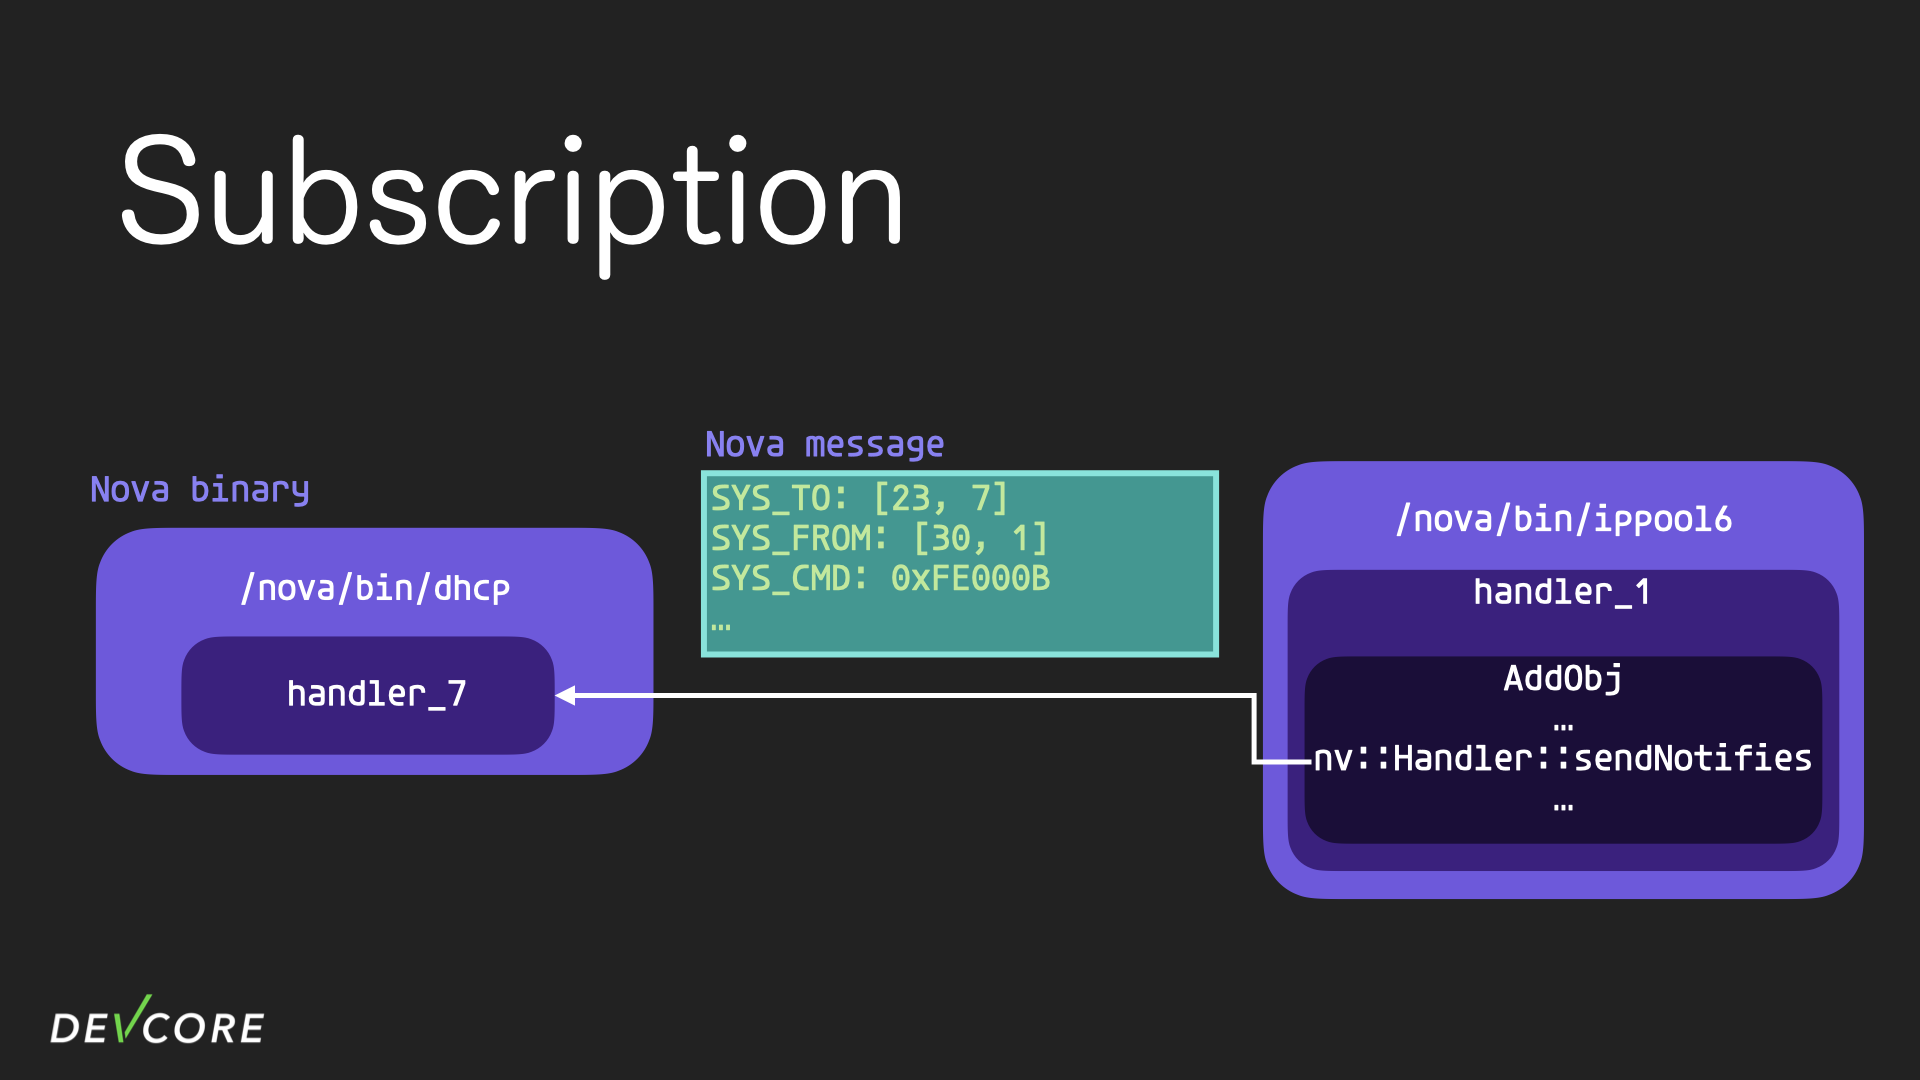 Subscription
Nova binary
/nova/bin/dhcp
handler_7
Nova message
SYS_TO: [23, 7]
SYS_FROM: [30, 1]
SYS_CMD: 0xFE000B
…
/nova/bin/ippool6
handler_1
AddObj
…
nv::Handler::sendNotifies
…
DEVCORE